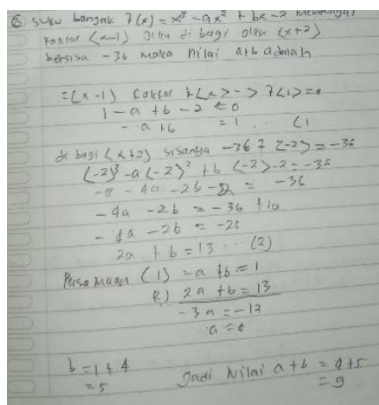 ⑥ suku banyak f(x) = x³ - ax² + bx - 2 mempunyai
Faktor (x-1) Jika di bagi oleh (x+2)
bersisa -36 maka Nilai a+b adalah
=(x-1) faktor f(x) -> f(1) = 0
1 - a + b - 2 = 0
- a + b = 1 ... (1
di bagi (x+2) sisanya -36 f(-2) = -36
(-2)³ - a(-2)² + b(-2) - 2 = -36
-8 - 4a - 2b - 2 = -36
- 4a - 2b = -36 + 10
- 4a - 2b = -26
2a + b = 13 ... (2)
Persamaan (1) -a + b = 1
2) 2a + b = 13
-3a = -12
a = 4
b = 1 + 4
= 5
Jadi Nilai a+b = 4+5
= 9